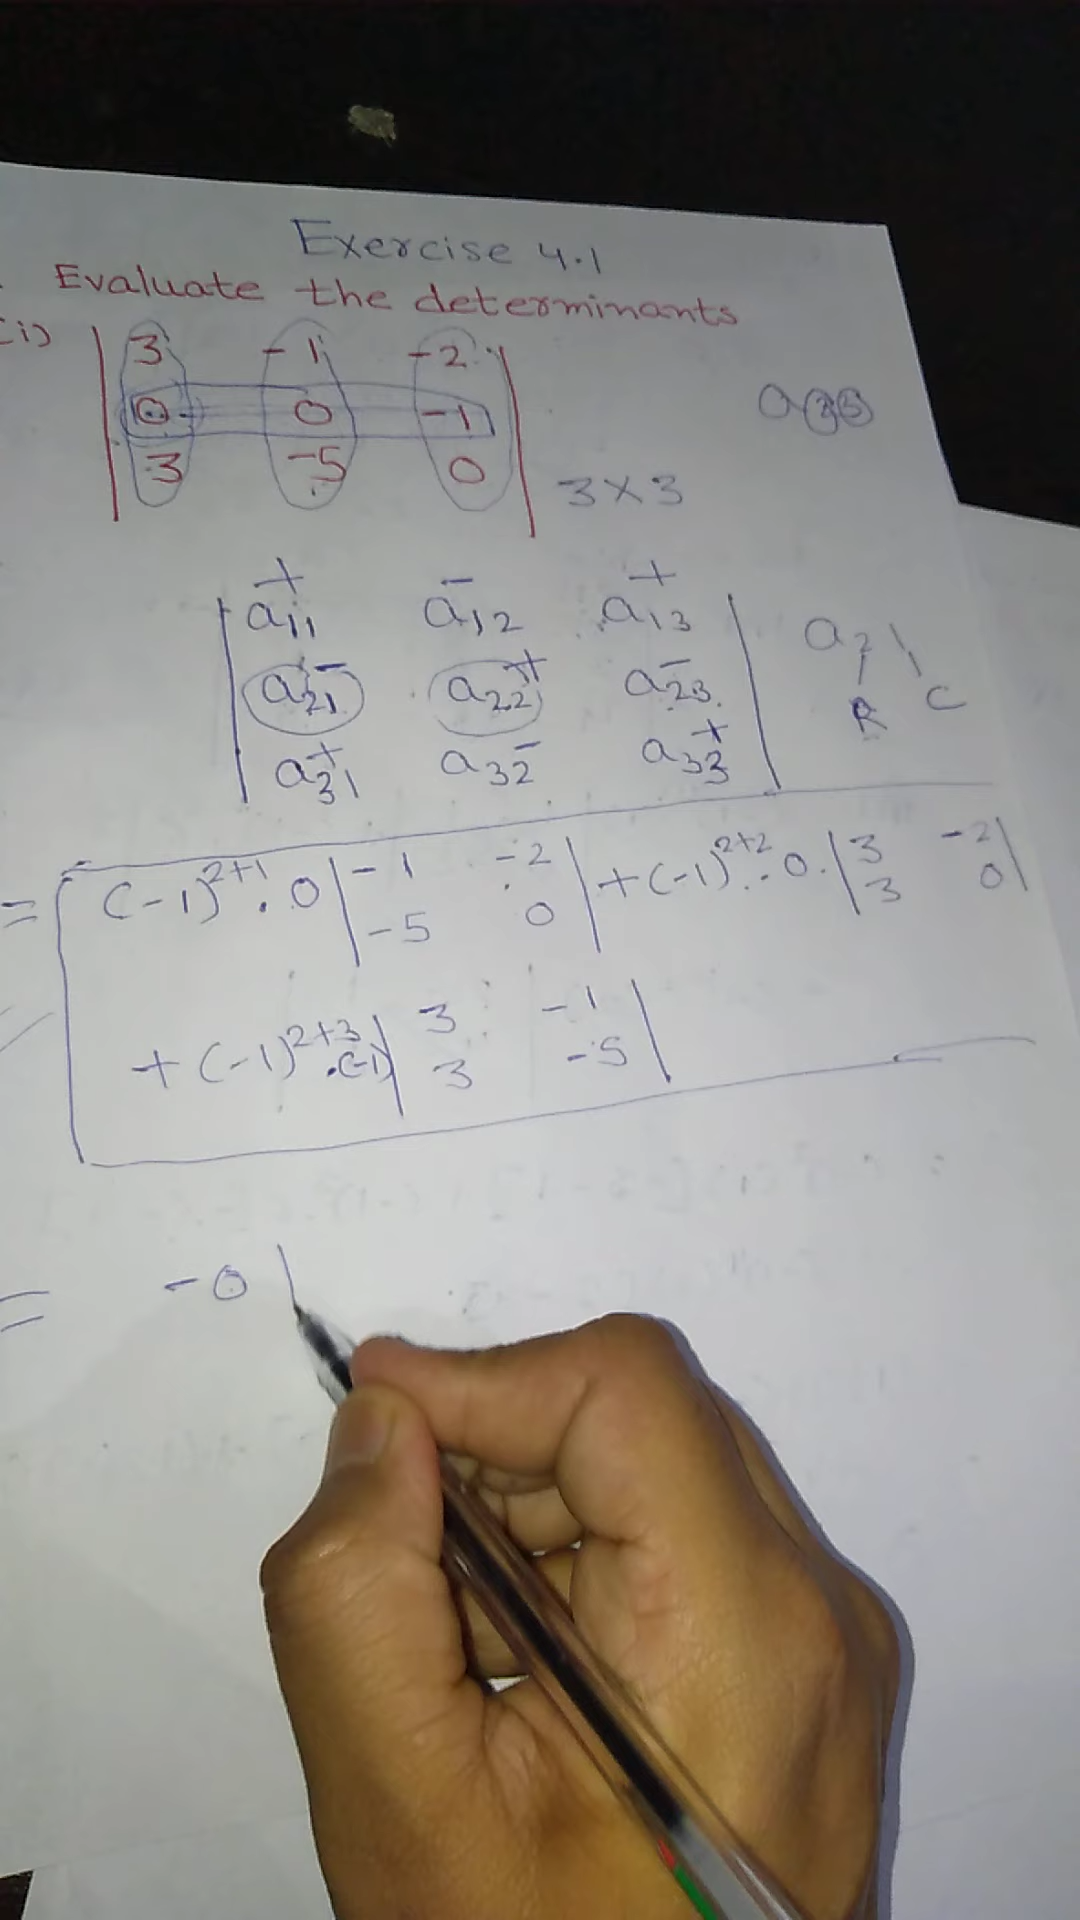 Exercise 4.1
Evaluate the determinants
(i) | 3 -1 -2 |
| 0 0 -1 |
| 3 -5 0 | 3×3
+ - +
| a11 a12 a13 |
| a21- a22+ a23- | a21
| a31+ a32- a33+ | R C
= (-1)^2+1 . 0 | -1 -2 | + (-1)^2+2 . 0 . | 3 -2 |
| -5 0 | | 3 0 |
+ (-1)^2+3 .(-1) | 3 -1 |
| 3 -5 |
= -0 |